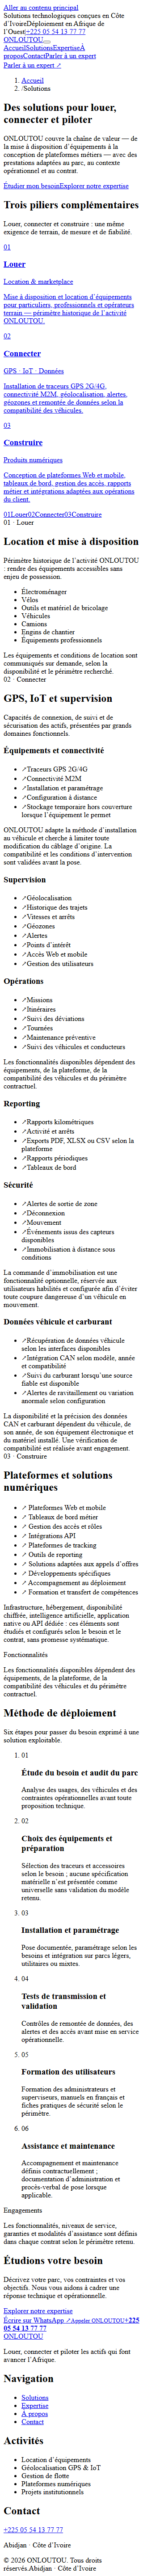 Aller au contenu principal
Solutions technologiques conçues en Côte
d’IvoireDéploiement en Afrique de
l’Ouest+225 05 54 13 77 77
ONLOUTOU
AccueilSolutionsExpertiseÀ
proposContactParler à un expert
Parler à un expert ↗
1. Accueil
2. /Solutions
Des solutions pour louer,
connecter et piloter
ONLOUTOU couvre la chaîne de valeur — de
la mise à disposition d’équipements à la
conception de plateformes métiers — avec des
prestations adaptées au parc, au contexte
opérationnel et au contrat.
Étudier mon besoinExplorer notre expertise
Trois piliers complémentaires
Louer, connecter et construire : une même
exigence de terrain, de mesure et de fiabilité.
01
Louer
Location & marketplace
Mise à disposition et location d’équipements
pour particuliers, professionnels et opérateurs
terrain — périmètre historique de l’activité
ONLOUTOU.
02
Connecter
GPS · IoT · Données
Installation de traceurs GPS 2G/4G,
connectivité M2M, géolocalisation, alertes,
géozones et remontée de données selon la
compatibilité des véhicules.
03
Construire
Produits numériques
Conception de plateformes Web et mobile,
tableaux de bord, gestion des accès, rapports
métier et intégrations adaptées aux opérations
du client.
01Louer02Connecter03Construire
01 · Louer
Location et mise à disposition
Périmètre historique de l’activité ONLOUTOU
: rendre des équipements accessibles sans
enjeu de possession.
• Électroménager
• Vélos
• Outils et matériel de bricolage
• Véhicules
• Camions
• Engins de chantier
• Équipements professionnels
Les équipements et conditions de location sont
communiqués sur demande, selon la
disponibilité et le périmètre recherché.
02 · Connecter
GPS, IoT et supervision
Capacités de connexion, de suivi et de
sécurisation des actifs, présentées par grands
domaines fonctionnels.
Équipements et connectivité
• ↗Traceurs GPS 2G/4G
• ↗Connectivité M2M
• ↗Installation et paramétrage
• ↗Configuration à distance
• ↗Stockage temporaire hors couverture
lorsque l’équipement le permet
ONLOUTOU adapte la méthode d’installation
au véhicule et cherche à limiter toute
modification du câblage d’origine. La
compatibilité et les conditions d’intervention
sont validées avant la pose.
Supervision
• ↗Géolocalisation
• ↗Historique des trajets
• ↗Vitesses et arrêts
• ↗Géozones
• ↗Alertes
• ↗Points d’intérêt
• ↗Accès Web et mobile
• ↗Gestion des utilisateurs
Opérations
• ↗Missions
• ↗Itinéraires
• ↗Suivi des déviations
• ↗Tournées
• ↗Maintenance préventive
• ↗Suivi des véhicules et conducteurs
Les fonctionnalités disponibles dépendent des
équipements, de la plateforme, de la
compatibilité des véhicules et du périmètre
contractuel.
Reporting
• ↗Rapports kilométriques
• ↗Activité et arrêts
• ↗Exports PDF, XLSX ou CSV selon la
plateforme
• ↗Rapports périodiques
• ↗Tableaux de bord
Sécurité
• ↗Alertes de sortie de zone
• ↗Déconnexion
• ↗Mouvement
• ↗Événements issus des capteurs
disponibles
• ↗Immobilisation à distance sous
conditions
La commande d’immobilisation est une
fonctionnalité optionnelle, réservée aux
utilisateurs habilités et configurée afin d’éviter
toute coupure dangereuse d’un véhicule en
mouvement.
Données véhicule et carburant
• ↗Récupération de données véhicule
selon les interfaces disponibles
• ↗Intégration CAN selon modèle, année
et compatibilité
• ↗Suivi du carburant lorsqu’une source
fiable est disponible
• ↗Alertes de ravitaillement ou variation
anormale selon configuration
La disponibilité et la précision des données
CAN et carburant dépendent du véhicule, de
son année, de son équipement électronique et
du matériel installé. Une vérification de
compatibilité est réalisée avant engagement.
03 · Construire
Plateformes et solutions
numériques
• ↗ Plateformes Web et mobile
• ↗ Tableaux de bord métier
• ↗ Gestion des accès et rôles
• ↗ Intégrations API
• ↗ Plateformes de tracking
• ↗ Outils de reporting
• ↗ Solutions adaptées aux appels d’offres
• ↗ Développements spécifiques
• ↗ Accompagnement au déploiement
• ↗ Formation et transfert de compétences
Infrastructure, hébergement, disponibilité
chiffrée, intelligence artificielle, application
native ou API dédiée : ces éléments sont
étudiés et configurés selon le besoin et le
contrat, sans promesse systématique.
Fonctionnalités
Les fonctionnalités disponibles dépendent des
équipements, de la plateforme, de la
compatibilité des véhicules et du périmètre
contractuel.
Méthode de déploiement
Six étapes pour passer du besoin exprimé à une
solution exploitable.
1. 01
Étude du besoin et audit du parc
Analyse des usages, des véhicules et des
contraintes opérationnelles avant toute
proposition technique.
2. 02
Choix des équipements et
préparation
Sélection des traceurs et accessoires
selon le besoin ; aucune spécification
matérielle n’est présentée comme
universelle sans validation du modèle
retenu.
3. 03
Installation et paramétrage
Pose documentée, paramétrage selon les
besoins et intégration sur parcs légers,
utilitaires ou mixtes.
4. 04
Tests de transmission et
validation
Contrôles de remontée de données, des
alertes et des accès avant mise en service
opérationnelle.
5. 05
Formation des utilisateurs
Formation des administrateurs et
superviseurs, manuels en français et
fiches pratiques de sécurité selon le
périmètre.
6. 06
Assistance et maintenance
Accompagnement et maintenance
définis contractuellement ;
documentation d’administration et
procès-verbal de pose lorsque
applicable.
Engagements
Les fonctionnalités, niveaux de service,
garanties et modalités d’assistance sont définis
dans chaque contrat selon le périmètre retenu.
Étudions votre besoin
Décrivez votre parc, vos contraintes et vos
objectifs. Nous vous aidons à cadrer une
réponse technique et opérationnelle.
Explorer notre expertise
Écrire sur WhatsApp ↗Appeler ONLOUTOU+225
05 54 13 77 77
ONLOUTOU
Louer, connecter et piloter les actifs qui font
avancer l’Afrique.
Navigation
• Solutions
• Expertise
• À propos
• Contact
Activités
• Location d’équipements
• Géolocalisation GPS & IoT
• Gestion de flotte
• Plateformes numériques
• Projets institutionnels
Contact
+225 05 54 13 77 77
Abidjan · Côte d’Ivoire
© 2026 ONLOUTOU. Tous droits
réservés.Abidjan · Côte d’Ivoire